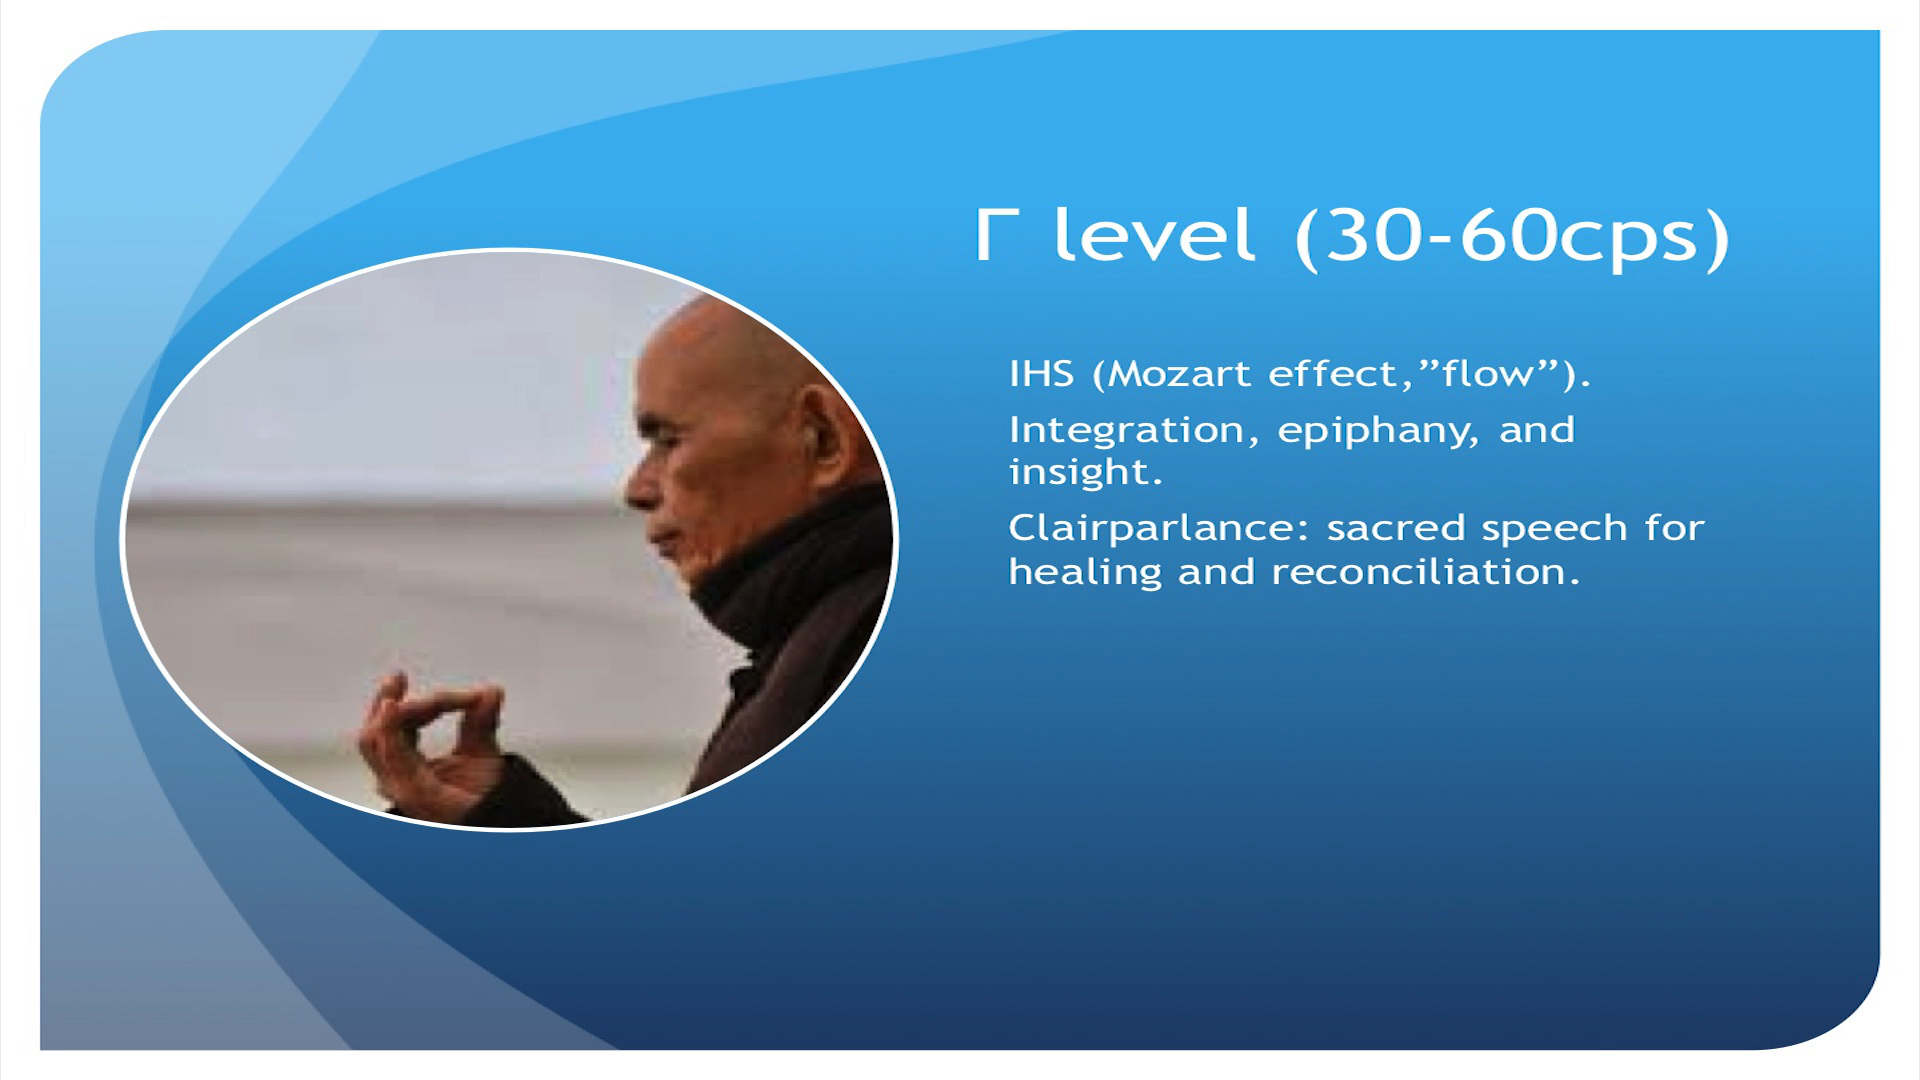 Γ level (30-60cps)
IHS (Mozart effect,”flow”).
Integration, epiphany, and
insight.
Clairparlance: sacred speech for
healing and reconciliation.